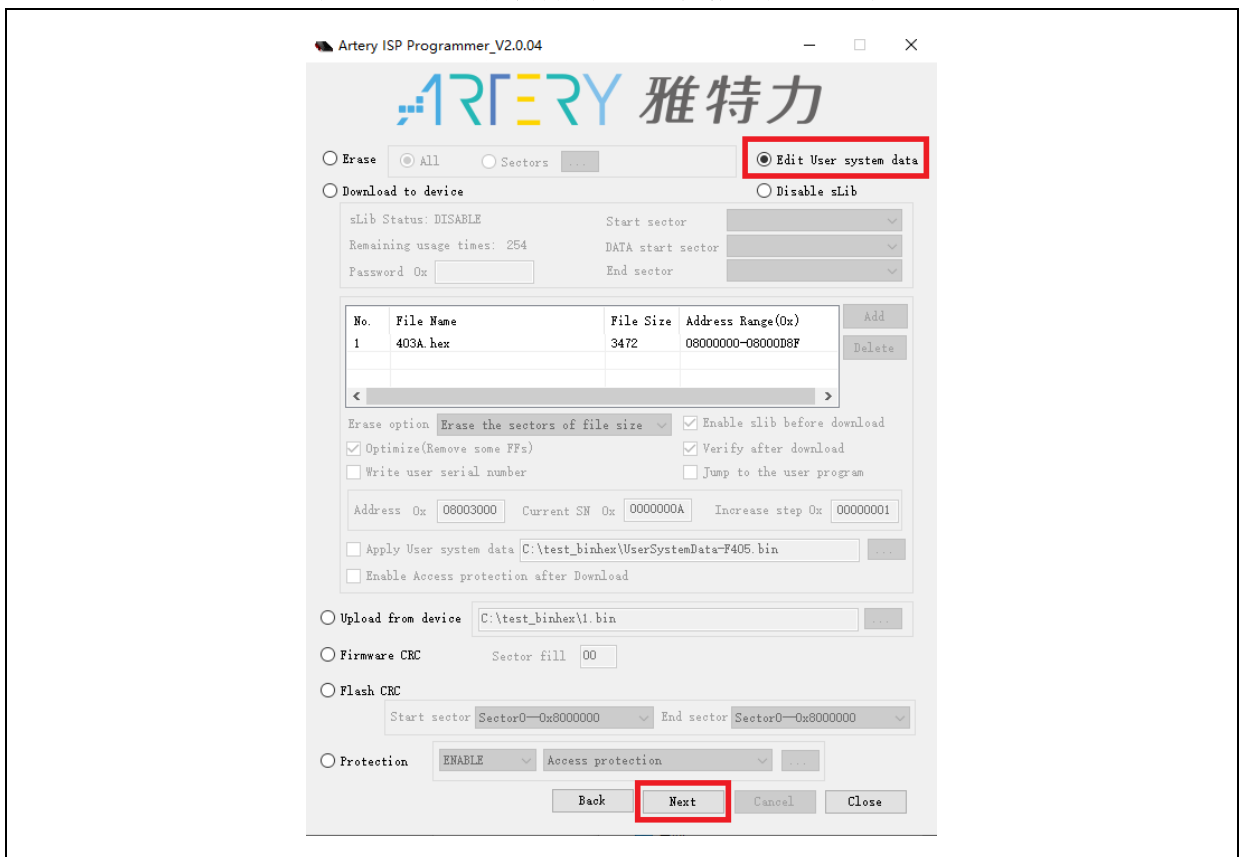 Artery ISP Programmer_V2.0.04
ARTERY 雅特力
Erase All Sectors ... Edit User system data
Download to device Disable sLib
sLib Status: DISABLE Start sector
Remaining usage times: 254 DATA start sector
Password 0x End sector
No. File Name File Size Address Range(0x) Add
1 403A.hex 3472 08000000-08000D8F Delete
Erase option Erase the sectors of file size Enable slib before download
Optimize(Remove some FFs) Verify after download
Write user serial number Jump to the user program
Address 0x 08003000 Current SN 0x 0000000A Increase step 0x 00000001
Apply User system data C:\test_binhex\UserSystemData-F405.bin ...
Enable Access protection after Download
Upload from device C:\test_binhex\1.bin ...
Firmware CRC Sector fill 00
Flash CRC
Start sector Sector0—0x8000000 End sector Sector0—0x8000000
Protection ENABLE Access protection ...
Back Next Cancel Close